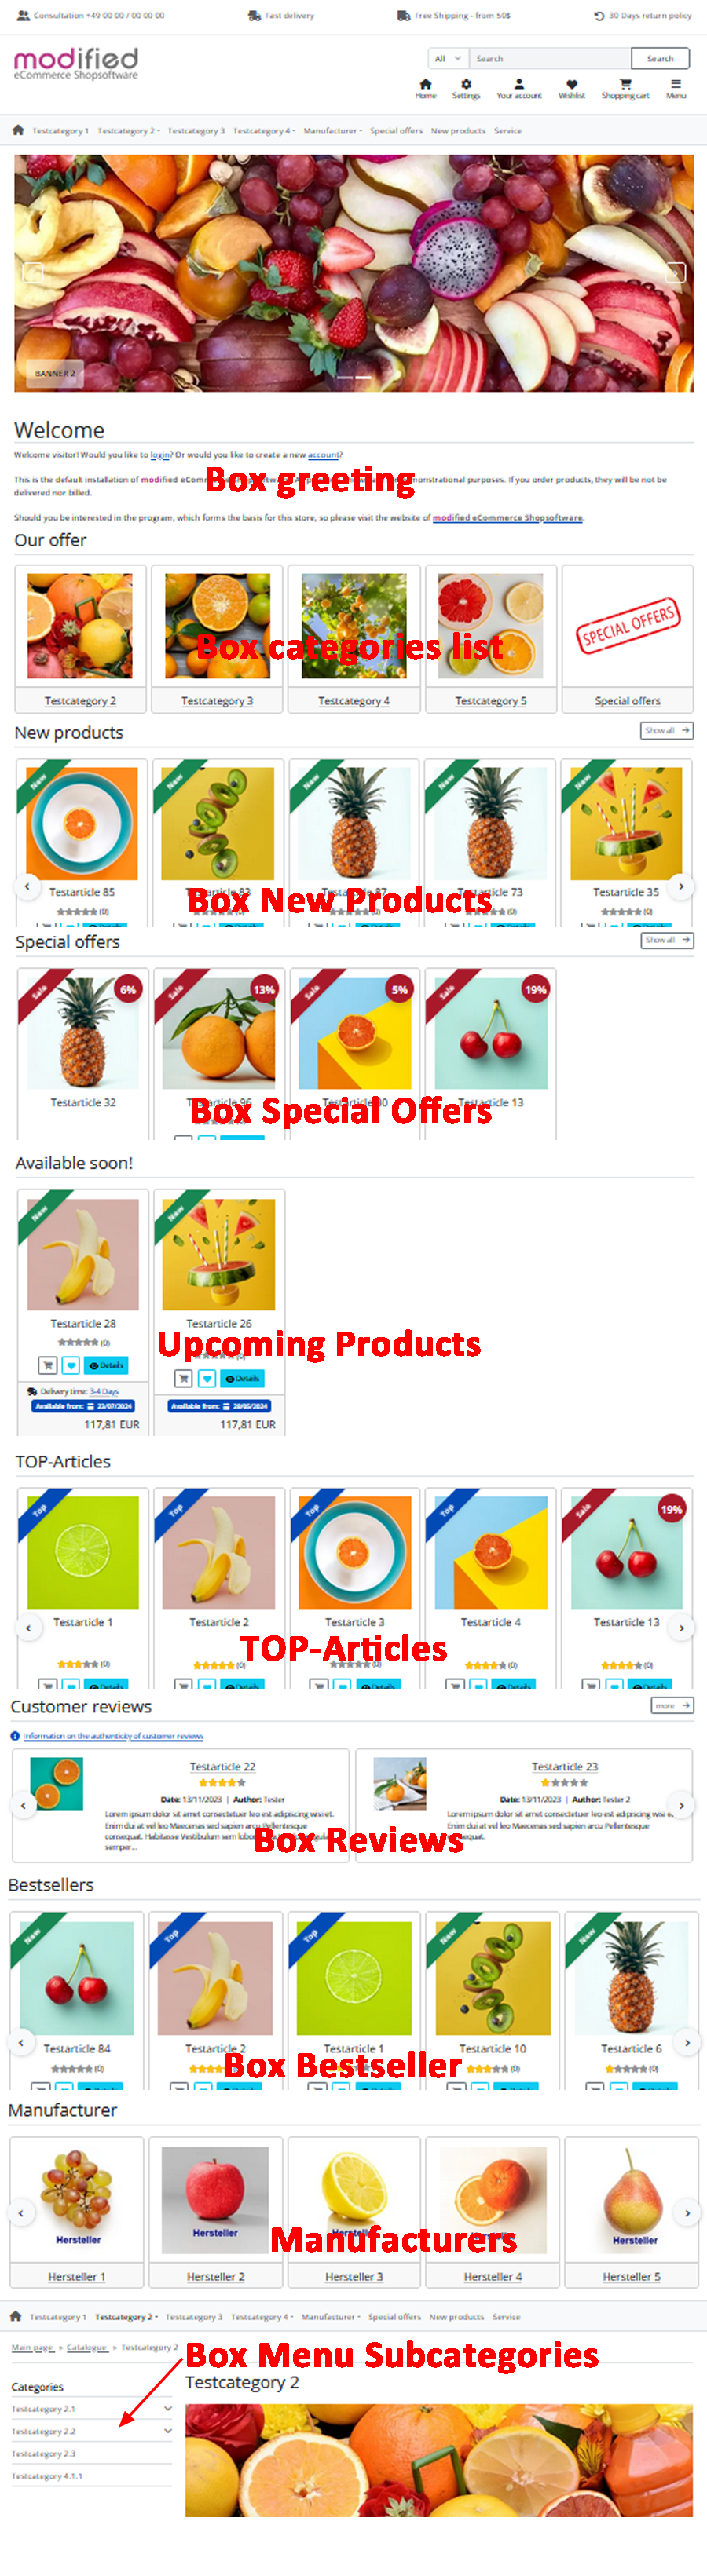 Consultation +49 00 00 / 00 00 00
Fast delivery
Free Shipping - from 50$
30 Days return policy
modified
eCommerce Shopsoftware
All
Search
Search
Home
Settings
Your account
Wishlist
Shopping cart
Menu
Testcategory 1
Testcategory 2
Testcategory 3
Testcategory 4
Manufacturer
Special offers
New products
Service
BANNER 2
Welcome
Welcome visitor! Would you like to login? Or would you like to create a new account?
Box greeting
This is the default installation of modified eCom monstrational purposes. If you order products, they will not be
delivered nor billed.
Should you be interested in the program, which forms the basis for this store, so please visit the website of modified eCommerce Shopsoftware.
Our offer
SPECIAL OFFERS
Box categories list
Testcategory 2
Testcategory 3
Testcategory 4
Testcategory 5
Special offers
New products
Show all
New
New
New
New
New
Testarticle 85
Testarticle 83
Testarticle 87
Testarticle 73
Testarticle 35
Box New Products
(0)
(0)
(0)
(0)
Special offers
Show all
Sale
6%
Sale
13%
Sale
5%
Sale
19%
Testarticle 32
Testarticle 96
Testarticle 30
Testarticle 13
Box Special Offers
Available soon!
New
New
Testarticle 28
Testarticle 26
Upcoming Products
(0)
(0)
Details
Details
Delivery time: 3-4 Days
Available from: 23/07/2024
Available from: 28/05/2024
117,81 EUR
117,81 EUR
TOP-Articles
Top
Top
Top
Top
Sale
19%
Testarticle 1
Testarticle 2
Testarticle 3
Testarticle 4
Testarticle 13
TOP-Articles
(0)
(0)
(0)
(0)
(0)
Customer reviews
more
Information on the authenticity of customer reviews
Testarticle 22
Date: 13/11/2023 | Author: Tester
Lorem ipsum dolor sit amet consectetuer leo est adipiscing wisi et.
Enim dui at vel leo Maecenas sed sapien arcu Pellentesque
consequat. Habitasse Vestibulum sem lobo
semper...
Testarticle 23
Date: 13/11/2023 | Author: Tester 2
Lorem ipsum dolor sit amet consectetuer leo est adipiscing wisi
Enim dui at vel leo Maecenas sed sapien arcu Pellentesque
Box Reviews
Bestsellers
New
Top
Top
New
New
Testarticle 84
Testarticle 2
Testarticle 1
Testarticle 10
Testarticle 6
Box Bestseller
(0)
(0)
(0)
Manufacturer
Hersteller
Hersteller
Hersteller
Hersteller
Manufacturers
Hersteller 1
Hersteller 2
Hersteller 3
Hersteller 4
Hersteller 5
Testcategory 1
Testcategory 2
Testcategory 3
Testcategory 4
Manufacturer
Special offers
New products
Service
Main page » Catalogue » Testcategory 2
Box Menu Subcategories
Categories
Testcategory 2.1
Testcategory 2.2
Testcategory 2.3
Testcategory 4.1.1
Testcategory 2